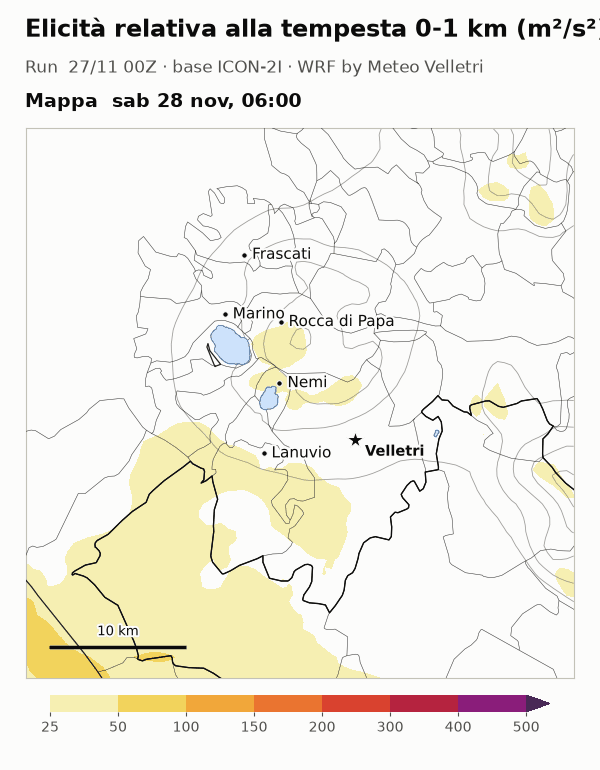 Elicità relativa alla tempesta 0-1 km (m²/s²)
Run 27/11 00Z · base ICON-2I · WRF by Meteo Velletri
Mappa sab 28 nov, 06:00
Frascati
Marino
Rocca di Papa
Nemi
Velletri
Lanuvio
10 km
25 50 100 150 200 300 400 500